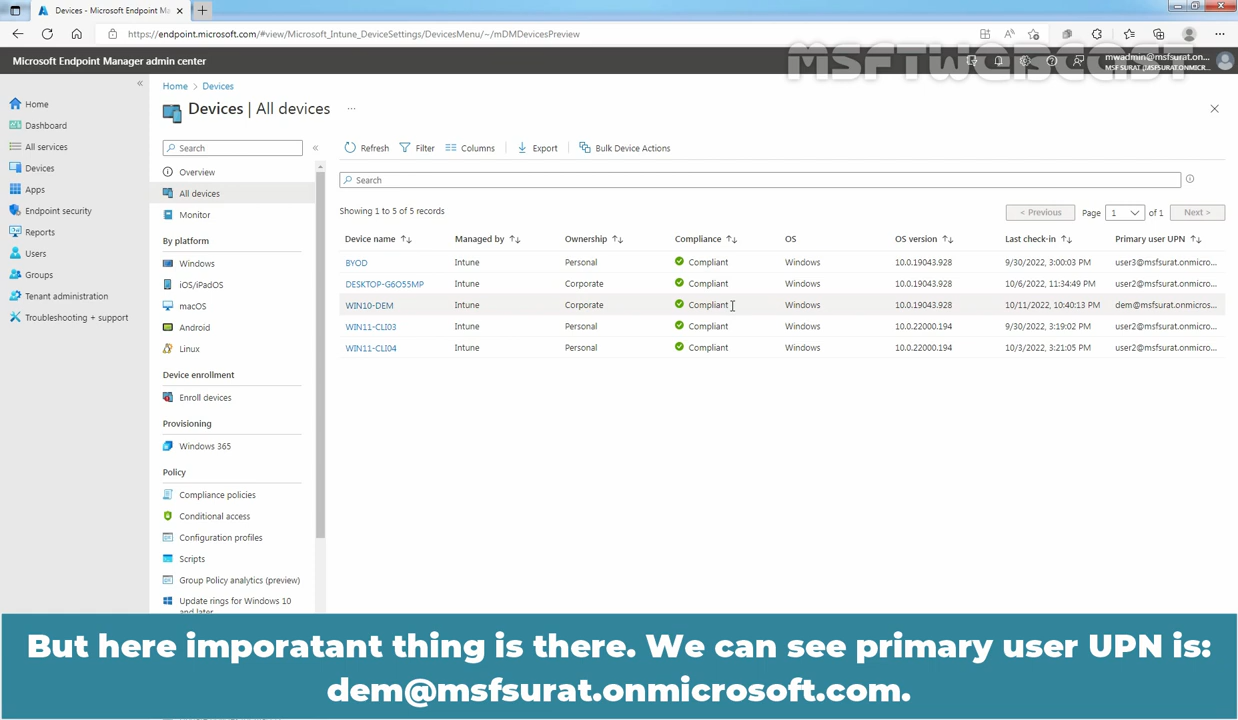 Devices - Microsoft Endpoint M
https://endpoint.microsoft.com/#view/Microsoft_Intune_DeviceSettings/DevicesMenu/~/mDMDevicesPreview
MSFTWEBCAST
Microsoft Endpoint Manager admin center
mwadmin@msfsurat.on...
MSF SURAT (MSFSURAT.ONMICR...
Home > Devices
Devices | All devices
Home
Dashboard
All services
Devices
Apps
Endpoint security
Reports
Users
Groups
Tenant administration
Troubleshooting + support
Search
Overview
All devices
Monitor
By platform
Windows
iOS/iPadOS
macOS
Android
Linux
Device enrollment
Enroll devices
Provisioning
Windows 365
Policy
Compliance policies
Conditional access
Configuration profiles
Scripts
Group Policy analytics (preview)
Update rings for Windows 10
and later
Refresh Filter Columns Export Bulk Device Actions
Search
Showing 1 to 5 of 5 records
< Previous Page 1 of 1 Next >
Device name Managed by Ownership Compliance OS OS version Last check-in Primary user UPN
BYOD Intune Personal Compliant Windows 10.0.19043.928 9/30/2022, 3:00:03 PM user3@msfsurat.onmicro...
DESKTOP-G6O55MP Intune Corporate Compliant Windows 10.0.19043.928 10/6/2022, 11:34:49 PM user2@msfsurat.onmicro...
WIN10-DEM Intune Corporate Compliant Windows 10.0.19043.928 10/11/2022, 10:40:13 PM dem@msfsurat.onmicros...
WIN11-CLI03 Intune Personal Compliant Windows 10.0.22000.194 9/30/2022, 3:19:02 PM user2@msfsurat.onmicro...
WIN11-CLI04 Intune Personal Compliant Windows 10.0.22000.194 10/3/2022, 3:21:05 PM user2@msfsurat.onmicro...
But here imporatant thing is there. We can see primary user UPN is:
dem@msfsurat.onmicrosoft.com.